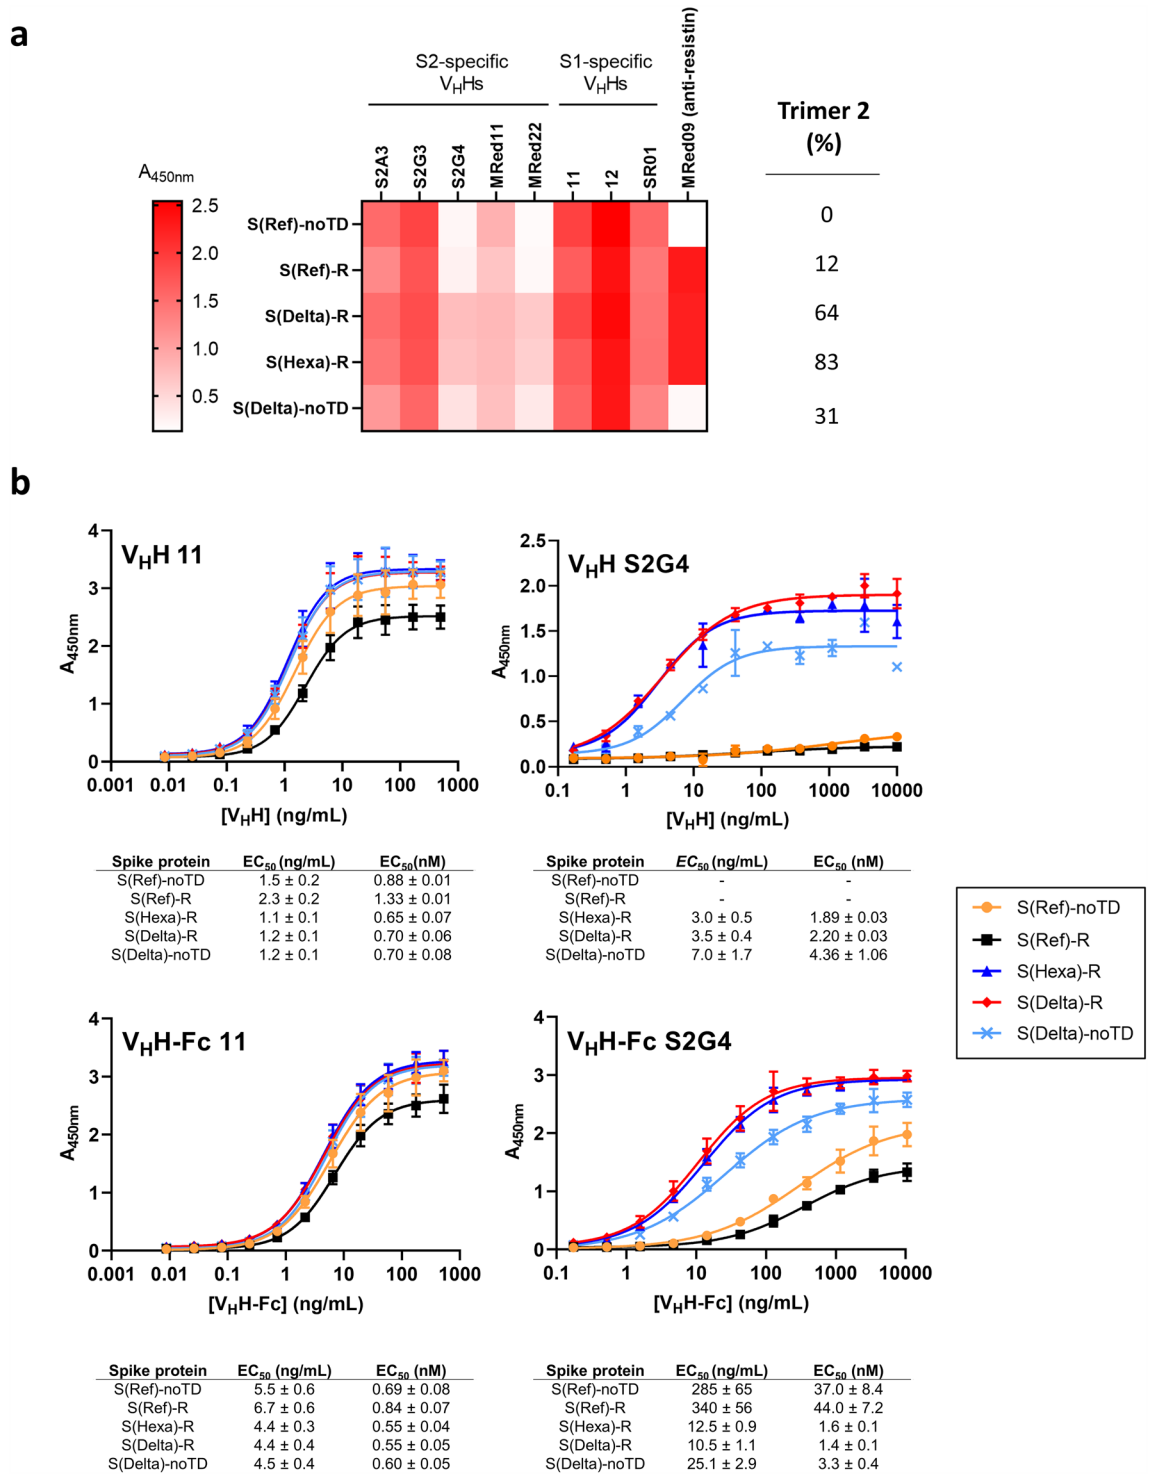 a
S2-specific
VHHs
S1-specific
VHHs
MRed09 (anti-resistin)
S2A3
S2G3
S2G4
MRed11
MRed22
11
12
SR01
Trimer 2
(%)
A450nm
2.5
2.0
1.5
1.0
0.5
S(Ref)-noTD
0
S(Ref)-R
12
S(Delta)-R
64
S(Hexa)-R
83
S(Delta)-noTD
31
b
VHH 11
A450nm
4
3
2
1
0
0.001
0.01
0.1
1
10
100
1000
[VHH] (ng/mL)
VHH S2G4
A450nm
2.5
2.0
1.5
1.0
0.5
0.0
0.1
1
10
100
1000
10000
[VHH] (ng/mL)
Spike protein EC50 (ng/mL) EC50(nM)
S(Ref)-noTD 1.5 ± 0.2 0.88 ± 0.01
S(Ref)-R 2.3 ± 0.2 1.33 ± 0.01
S(Hexa)-R 1.1 ± 0.1 0.65 ± 0.07
S(Delta)-R 1.2 ± 0.1 0.70 ± 0.06
S(Delta)-noTD 1.2 ± 0.1 0.70 ± 0.08
Spike protein EC50 (ng/mL) EC50 (nM)
S(Ref)-noTD - -
S(Ref)-R - -
S(Hexa)-R 3.0 ± 0.5 1.89 ± 0.03
S(Delta)-R 3.5 ± 0.4 2.20 ± 0.03
S(Delta)-noTD 7.0 ± 1.7 4.36 ± 1.06
S(Ref)-noTD
S(Ref)-R
S(Hexa)-R
S(Delta)-R
S(Delta)-noTD
VHH-Fc 11
A450nm
4
3
2
1
0
0.001
0.01
0.1
1
10
100
1000
[VHH-Fc] (ng/mL)
VHH-Fc S2G4
A450nm
4
3
2
1
0
0.1
1
10
100
1000
10000
[VHH-Fc] (ng/mL)
Spike protein EC50 (ng/mL) EC50 (nM)
S(Ref)-noTD 5.5 ± 0.6 0.69 ± 0.08
S(Ref)-R 6.7 ± 0.6 0.84 ± 0.07
S(Hexa)-R 4.4 ± 0.3 0.55 ± 0.04
S(Delta)-R 4.4 ± 0.4 0.55 ± 0.05
S(Delta)-noTD 4.5 ± 0.4 0.60 ± 0.05
Spike protein EC50 (ng/mL) EC50 (nM)
S(Ref)-noTD 285 ± 65 37.0 ± 8.4
S(Ref)-R 340 ± 56 44.0 ± 7.2
S(Hexa)-R 12.5 ± 0.9 1.6 ± 0.1
S(Delta)-R 10.5 ± 1.1 1.4 ± 0.1
S(Delta)-noTD 25.1 ± 2.9 3.3 ± 0.4